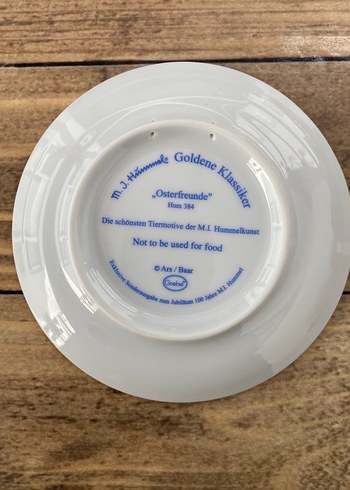 M. J. Hummel Goldene Klassiker
„Osterfreunde"
Hum 384
Die schönsten Tiermotive der M.I. Hummelkunst
Not to be used for food
© Ars / Baar
Goebel
Exklusive Sonderausgabe zum Jubiläum 100 Jahre M.I. Hummel